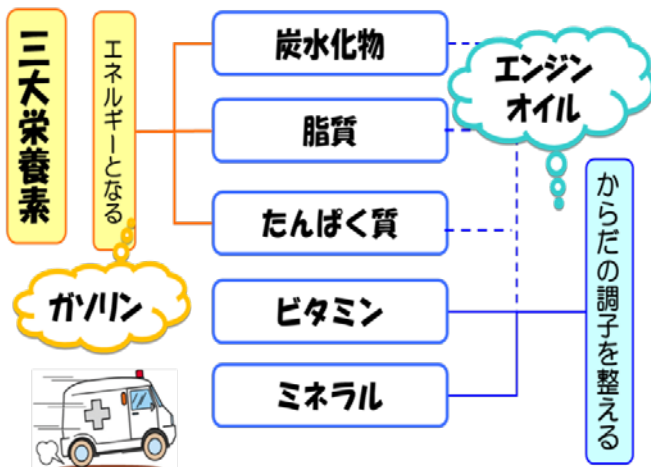 三大栄養素
エネルギーとなる
炭水化物
脂質
たんぱく質
ビタミン
ミネラル
エンジン
オイル
ガソリン
からだの調子を整える